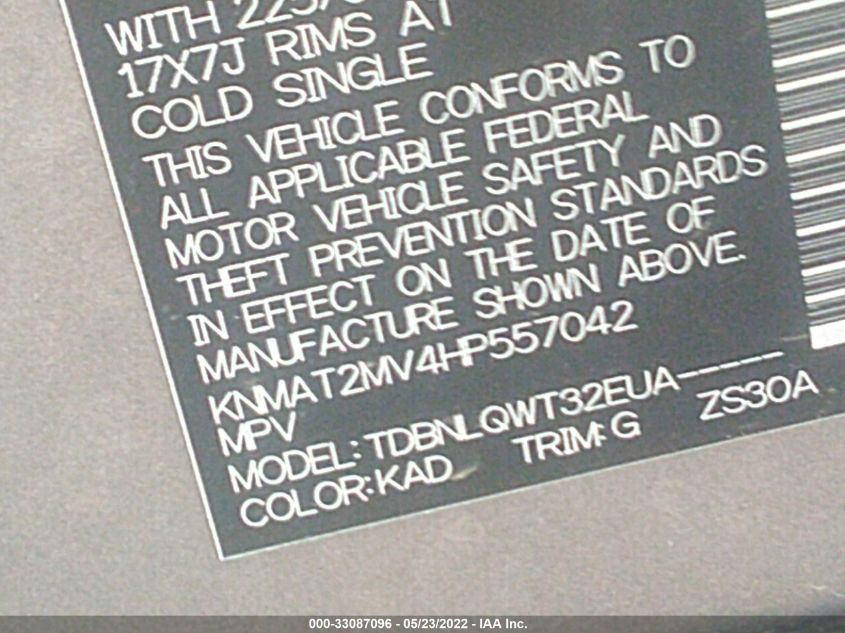 WITH 225/
17X7J RIMS AT
COLD SINGLE
THIS VEHICLE CONFORMS TO
ALL APPLICABLE FEDERAL
MOTOR VEHICLE SAFETY AND
THEFT PREVENTION STANDARDS
IN EFFECT ON THE DATE OF
MANUFACTURE SHOWN ABOVE.
KNMAT2MV4HP557042
MPV
MODEL:TDBNLQWT32EUA-----
COLOR:KAD TRIM:G ZS30A
000-33087096 - 05/23/2022 - IAA Inc.